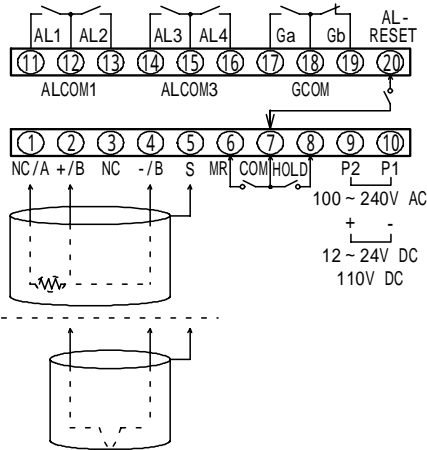 AL-
AL1 AL2 AL3 AL4 Ga Gb RESET
11 12 13 14 15 16 17 18 19 20
ALCOM1 ALCOM3 GCOM
1 2 3 4 5 6 7 8 9 10
NC/A +/B NC -/B S MR COM HOLD P2 P1
100 ~ 240V AC
+ -
12 ~ 24V DC
110V DC